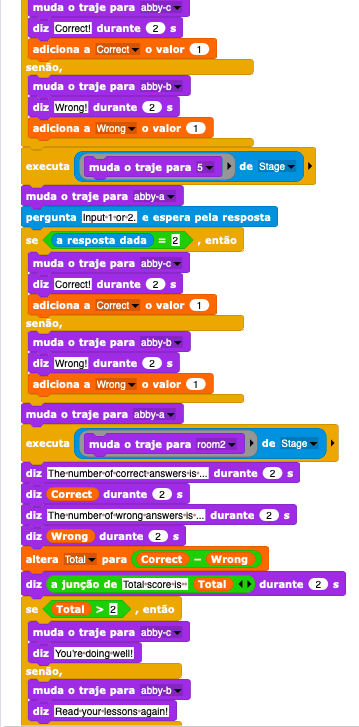 muda o traje para abby-c
diz Correct! durante 2 s
adiciona a Correct o valor 1
senão,
muda o traje para abby-b
diz Wrong! durante 2 s
adiciona a Wrong o valor 1
executa muda o traje para 5 de Stage
muda o traje para abby-a
pergunta Input 1 or 2. e espera pela resposta
se a resposta dada = 2 , então
muda o traje para abby-c
diz Correct! durante 2 s
adiciona a Correct o valor 1
senão,
muda o traje para abby-b
diz Wrong! durante 2 s
adiciona a Wrong o valor 1
muda o traje para abby-a
executa muda o traje para room2 de Stage
diz The number of correct answers is... durante 2 s
diz Correct durante 2 s
diz The number of wrong answers is... durante 2 s
diz Wrong durante 2 s
altera Total para Correct − Wrong
diz a junção de Total score is Total durante 2 s
se Total > 2 , então
muda o traje para abby-c
diz You're doing well!
senão,
muda o traje para abby-b
diz Read your lessons again!